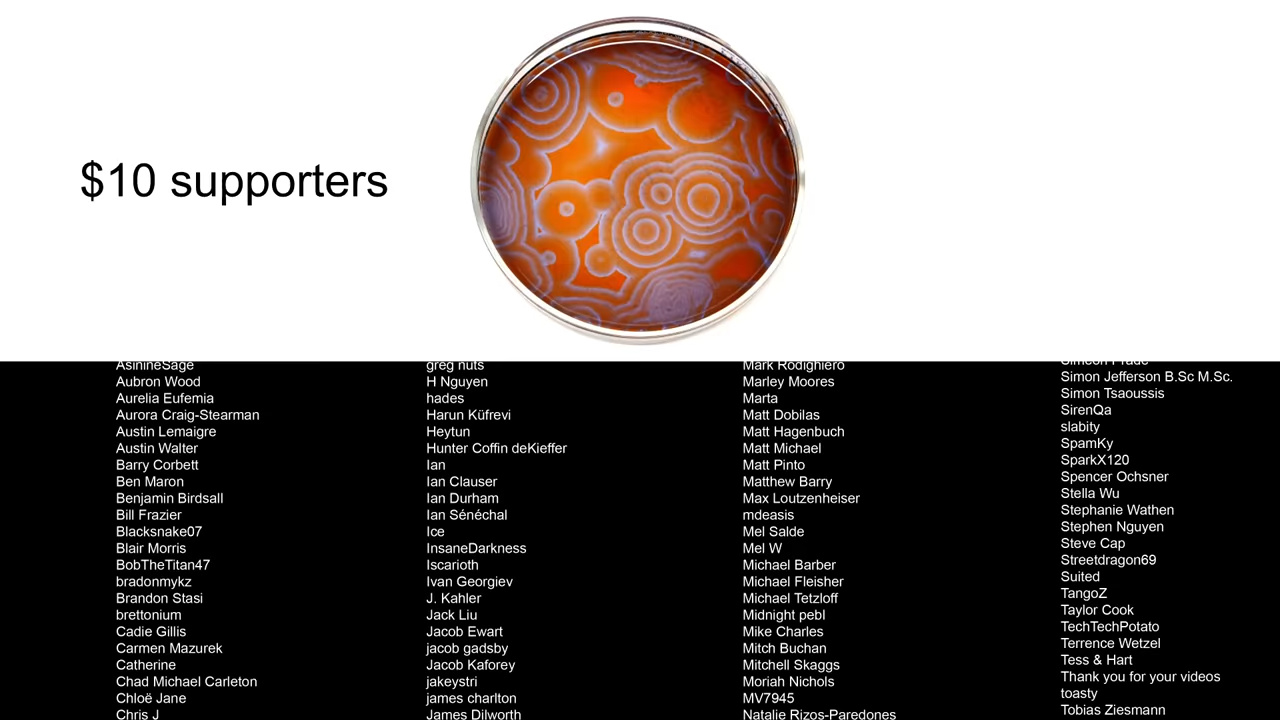 $10 supporters
AsinineSage
Aubron Wood
Aurelia Eufemia
Aurora Craig-Stearman
Austin Lemaigre
Austin Walter
Barry Corbett
Ben Maron
Benjamin Birdsall
Bill Frazier
Blacksnake07
Blair Morris
BobTheTitan47
bradonmykz
Brandon Stasi
brettonium
Cadie Gillis
Carmen Mazurek
Catherine
Chad Michael Carleton
Chloë Jane
Chris J
greg nuts
H Nguyen
hades
Harun Küfrevi
Heytun
Hunter Coffin deKieffer
Ian
Ian Clauser
Ian Durham
Ian Sénéchal
Ice
InsaneDarkness
Iscarioth
Ivan Georgiev
J. Kahler
Jack Liu
Jacob Ewart
jacob gadsby
Jacob Kaforey
jakeystri
james charlton
James Dilworth
Mark Rodighiero
Marley Moores
Marta
Matt Dobilas
Matt Hagenbuch
Matt Michael
Matt Pinto
Matthew Barry
Max Loutzenheiser
mdeasis
Mel Salde
Mel W
Michael Barber
Michael Fleisher
Michael Tetzloff
Midnight pebl
Mike Charles
Mitch Buchan
Mitchell Skaggs
Moriah Nichols
MV7945
Natalie Rizos-Paredones
Simon Jefferson B.Sc M.Sc.
Simon Tsaoussis
SirenQa
slabity
SpamKy
SparkX120
Spencer Ochsner
Stella Wu
Stephanie Wathen
Stephen Nguyen
Steve Cap
Streetdragon69
Suited
TangoZ
Taylor Cook
TechTechPotato
Terrence Wetzel
Tess & Hart
Thank you for your videos
toasty
Tobias Ziesmann